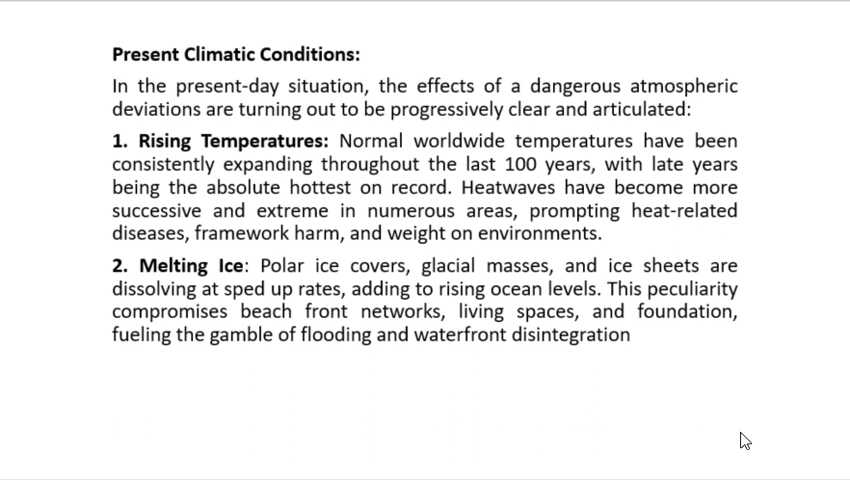 Present Climatic Conditions:
In the present-day situation, the effects of a dangerous atmospheric
deviations are turning out to be progressively clear and articulated:
1. Rising Temperatures: Normal worldwide temperatures have been
consistently expanding throughout the last 100 years, with late years
being the absolute hottest on record. Heatwaves have become more
successive and extreme in numerous areas, prompting heat-related
diseases, framework harm, and weight on environments.
2. Melting Ice: Polar ice covers, glacial masses, and ice sheets are
dissolving at sped up rates, adding to rising ocean levels. This peculiarity
compromises beach front networks, living spaces, and foundation,
fueling the gamble of flooding and waterfront disintegration